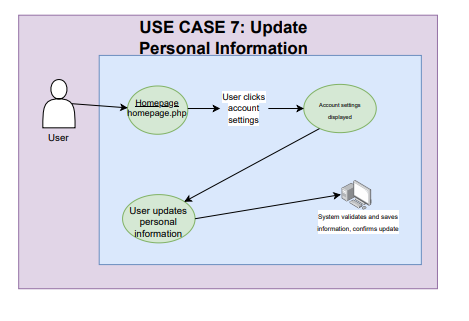 USE CASE 7: Update
Personal Information
User
Homepage
homepage.php
User clicks
account
settings
Account settings
displayed
User updates
personal
information
System validates and saves
information, confirms update